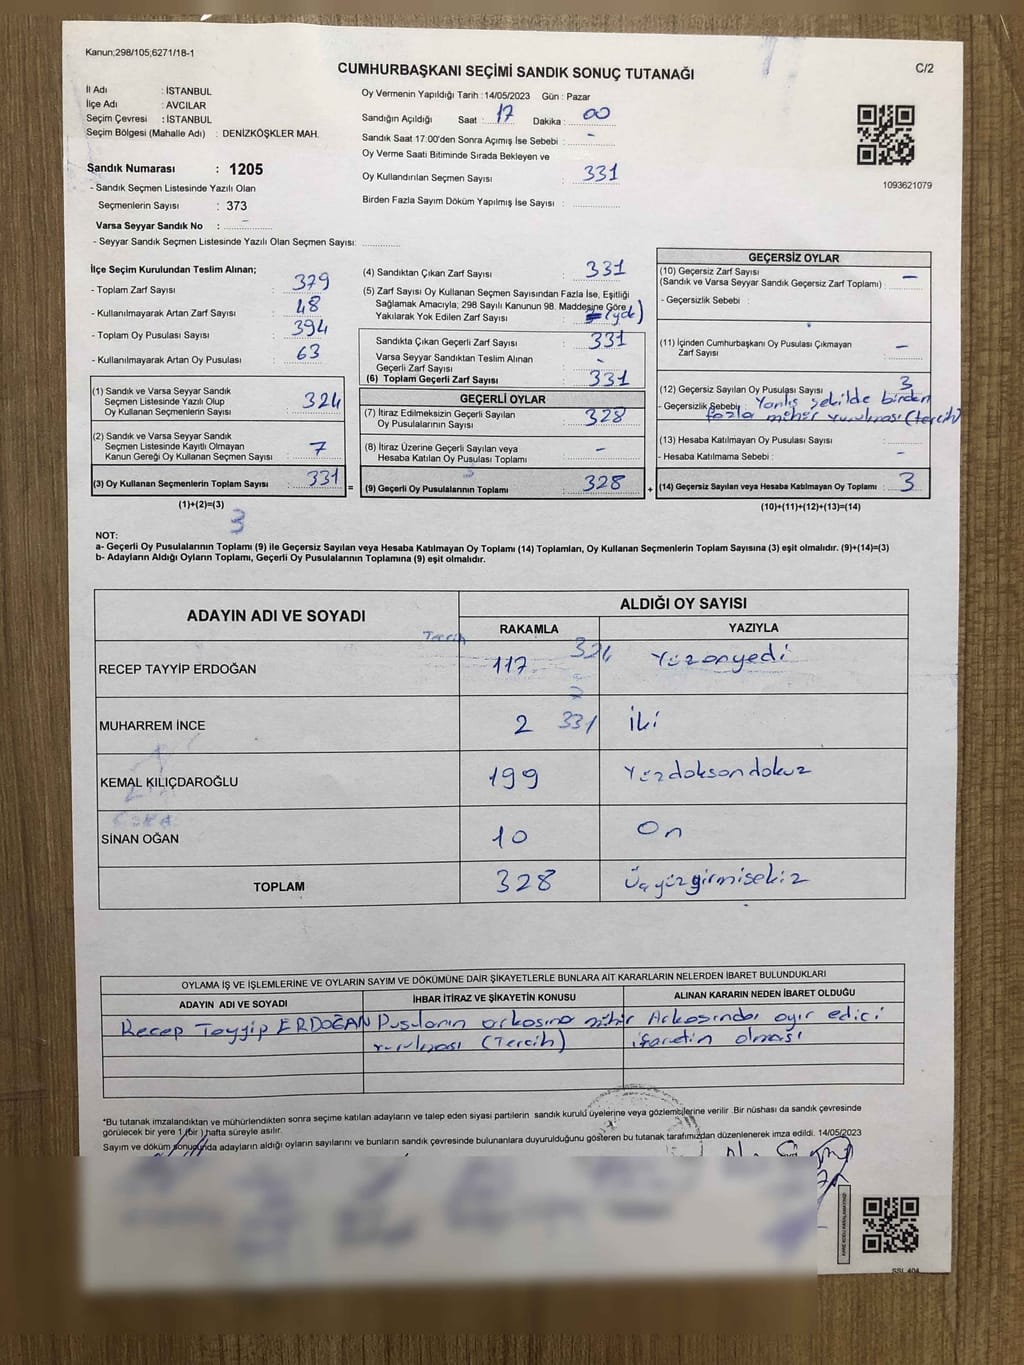 Kanun;298/105;6271/18-1
C/2
CUMHURBAŞKANI SEÇİMİ SANDIK SONUÇ TUTANAĞI
İl Adı : İSTANBUL
İlçe Adı : AVCILAR
Seçim Çevresi : İSTANBUL
Seçim Bölgesi (Mahalle Adı) : DENİZKÖŞKLER MAH.
Oy Vermenin Yapıldığı Tarih :14/05/2023 Gün : Pazar
Sandığın Açıldığı Saat : 17 Dakika : 00
Sandık Saat 17:00'den Sonra Açımış İse Sebebi : -
Oy Verme Saati Bitiminde Sırada Bekleyen ve
Oy Kullandırılan Seçmen Sayısı : 331
Birden Fazla Sayım Döküm Yapılmış İse Sayısı :
1093621079
Sandık Numarası : 1205
- Sandık Seçmen Listesinde Yazılı Olan
Seçmenlerin Sayısı : 373
Varsa Seyyar Sandık No : -
- Seyyar Sandık Seçmen Listesinde Yazılı Olan Seçmen Sayısı:
İlçe Seçim Kurulundan Teslim Alınan;
- Toplam Zarf Sayısı : 379
- Kullanılmayarak Artan Zarf Sayısı : 48
- Toplam Oy Pusulası Sayısı : 394
- Kullanılmayarak Artan Oy Pusulası : 63
(1) Sandık ve Varsa Seyyar Sandık
Seçmen Listesinde Yazılı Olup
Oy Kullanan Seçmenlerin Sayısı : 324
(2) Sandık ve Varsa Seyyar Sandık
Seçmen Listesinde Kayıtlı Olmayan
Kanun Gereği Oy Kullanan Seçmen Sayısı : 7
(3) Oy Kullanan Seçmenlerin Toplam Sayısı : 331 =
(1)+(2)=(3)
3
(4) Sandıktan Çıkan Zarf Sayısı : 331
(5) Zarf Sayısı Oy Kullanan Seçmen Sayısından Fazla İse, Eşitliği
Sağlamak Amacıyla; 298 Sayılı Kanunun 98. Maddesine Göre
Yakılarak Yok Edilen Zarf Sayısı : (yok)
Sandıkta Çıkan Geçerli Zarf Sayısı : 331
Varsa Seyyar Sandıktan Teslim Alınan
Geçerli Zarf Sayısı : -
(6) Toplam Geçerli Zarf Sayısı : 331
GEÇERLİ OYLAR
(7) İtiraz Edilmeksizin Geçerli Sayılan
Oy Pusulalarının Sayısı : 328
(8) İtiraz Üzerine Geçerli Sayılan veya
Hesaba Katılan Oy Pusulası Toplamı : -
(9) Geçerli Oy Pusulalarının Toplamı : 328 +
GEÇERSİZ OYLAR
(10) Geçersiz Zarf Sayısı
(Sandık ve Varsa Seyyar Sandık Geçersiz Zarf Toplamı) : -
- Geçersizlik Sebebi :
(11) İçinden Cumhurbaşkanı Oy Pusulası Çıkmayan
Zarf Sayısı : -
(12) Geçersiz Sayılan Oy Pusulası Sayısı : 3
- Geçersizlik Sebebi : Yanlış şekilde birden
fazla mühür vurulması (tercih)
(13) Hesaba Katılmayan Oy Pusulası Sayısı :
- Hesaba Katılmama Sebebi : -
(14) Geçersiz Sayılan veya Hesaba Katılmayan Oy Toplamı : 3
(10)+(11)+(12)+(13)=(14)
NOT:
a- Geçerli Oy Pusulalarının Toplamı (9) ile Geçersiz Sayılan veya Hesaba Katılmayan Oy Toplamı (14) Toplamları, Oy Kullanan Seçmenlerin Toplam Sayısına (3) eşit olmalıdır. (9)+(14)=(3)
b- Adayların Aldığı Oyların Toplamı, Geçerli Oy Pusulalarının Toplamına (9) eşit olmalıdır.
ADAYIN ADI VE SOYADI ALDIĞI OY SAYISI
RAKAMLA YAZIYLA
RECEP TAYYİP ERDOĞAN 117 324 Yüzonyedi
7
MUHARREM İNCE 2 331 İki
KEMAL KILIÇDAROĞLU 199 Yüzdoksandokuz
SİNAN OĞAN 10 On
TOPLAM 328 Üçyüzyirmisekiz
OYLAMA İŞ VE İŞLEMLERİNE VE OYLARIN SAYIM VE DÖKÜMÜNE DAİR ŞİKAYETLERLE BUNLARA AİT KARARLARIN NELERDEN İBARET BULUNDUKLARI
ADAYIN ADI VE SOYADI İHBAR İTİRAZ VE ŞİKAYETİN KONUSU ALINAN KARARIN NEDEN İBARET OLDUĞU
Recep Tayyip ERDOĞAN Pusulanın arkasına mühür Arkasında ayır edici
vurulması (Tercih) işaretin olması
*Bu tutanak imzalandıktan ve mühürlendikten sonra seçime katılan adayların ve talep eden siyasi partilerin sandık kurulu üyelerine veya gözlemcilerine verilir .Bir nüshası da sandık çevresinde
görülecek bir yere 1 (bir ) hafta süreyle asılır.
Sayım ve döküm sonucunda adayların aldığı oyların sayılarını ve bunların sandık çevresinde bulunanlara duyurulduğunu gösteren bu tutanak tarafımızdan düzenlenerek imza edildi. 14/05/2023